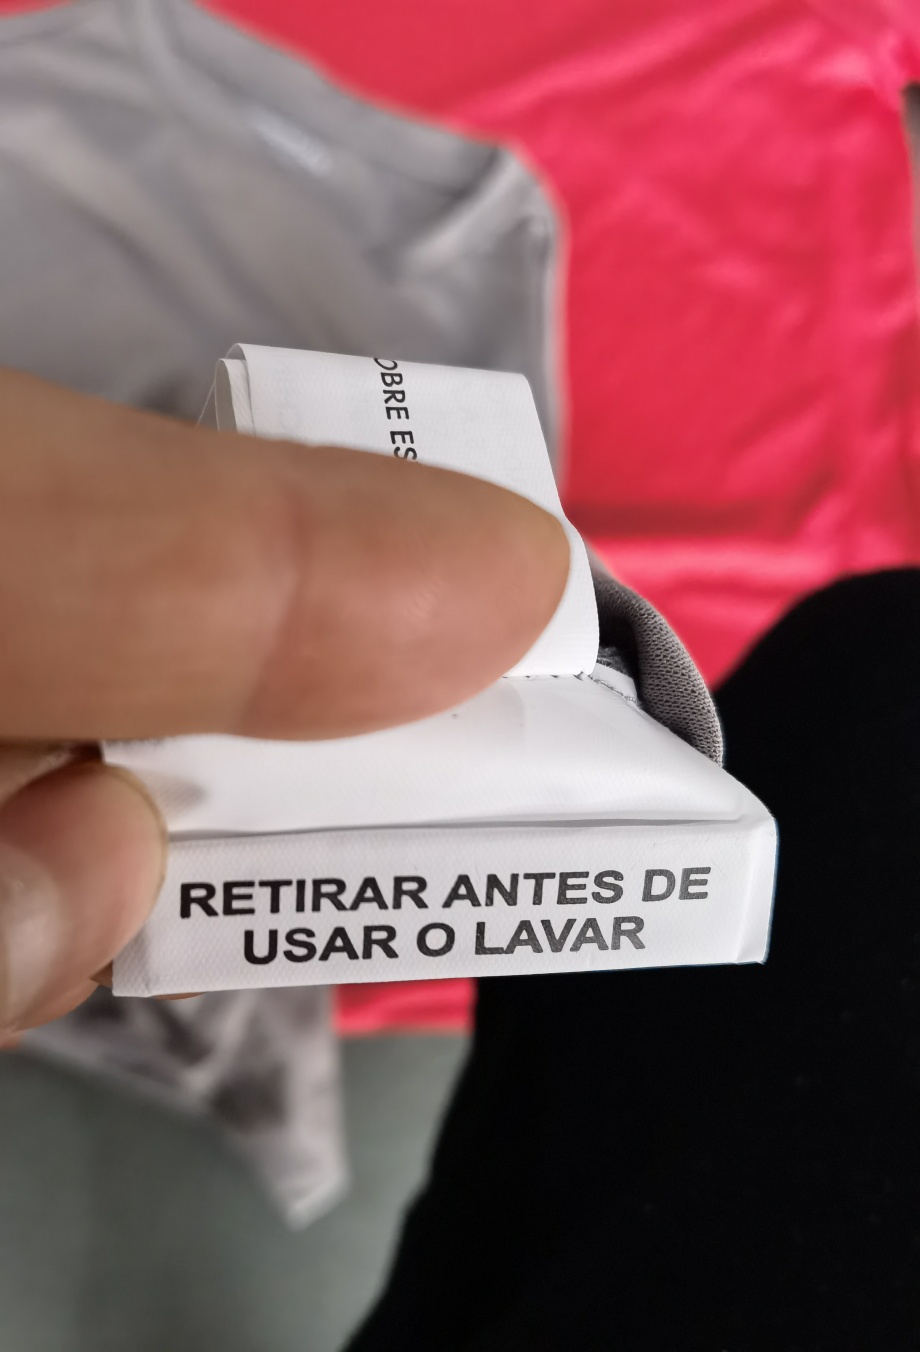 OBRE ES
RETIRAR ANTES DE
USAR O LAVAR